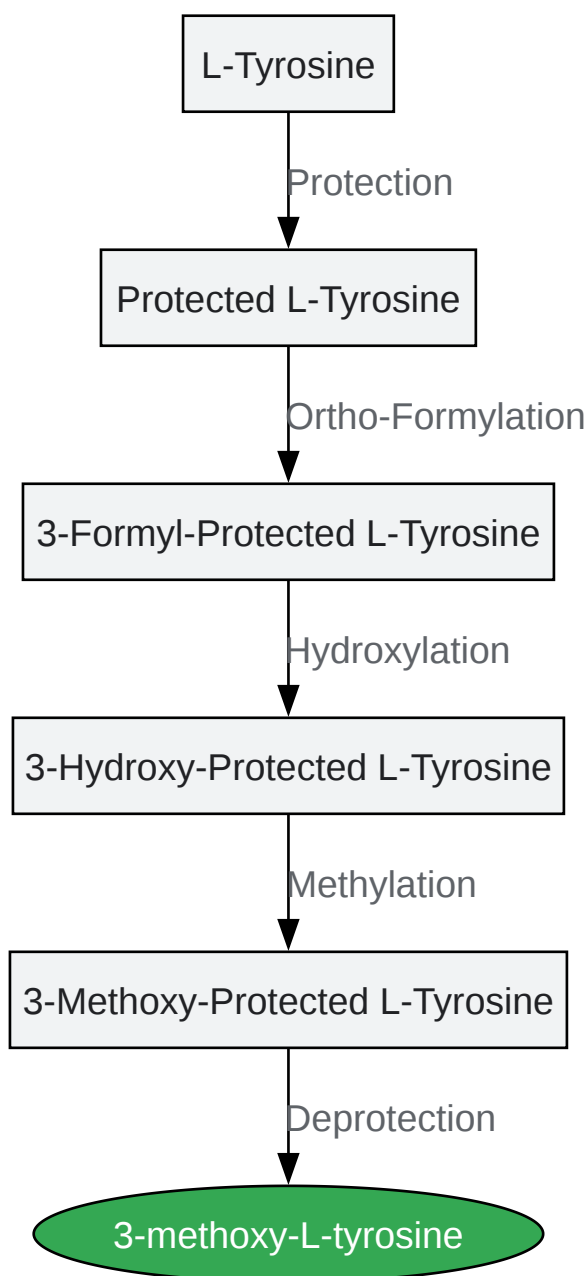 L-Tyrosine
Protection
Protected L-Tyrosine
Ortho-Formylation
3-Formyl-Protected L-Tyrosine
Hydroxylation
3-Hydroxy-Protected L-Tyrosine
Methylation
3-Methoxy-Protected L-Tyrosine
Deprotection
3-methoxy-L-tyrosine